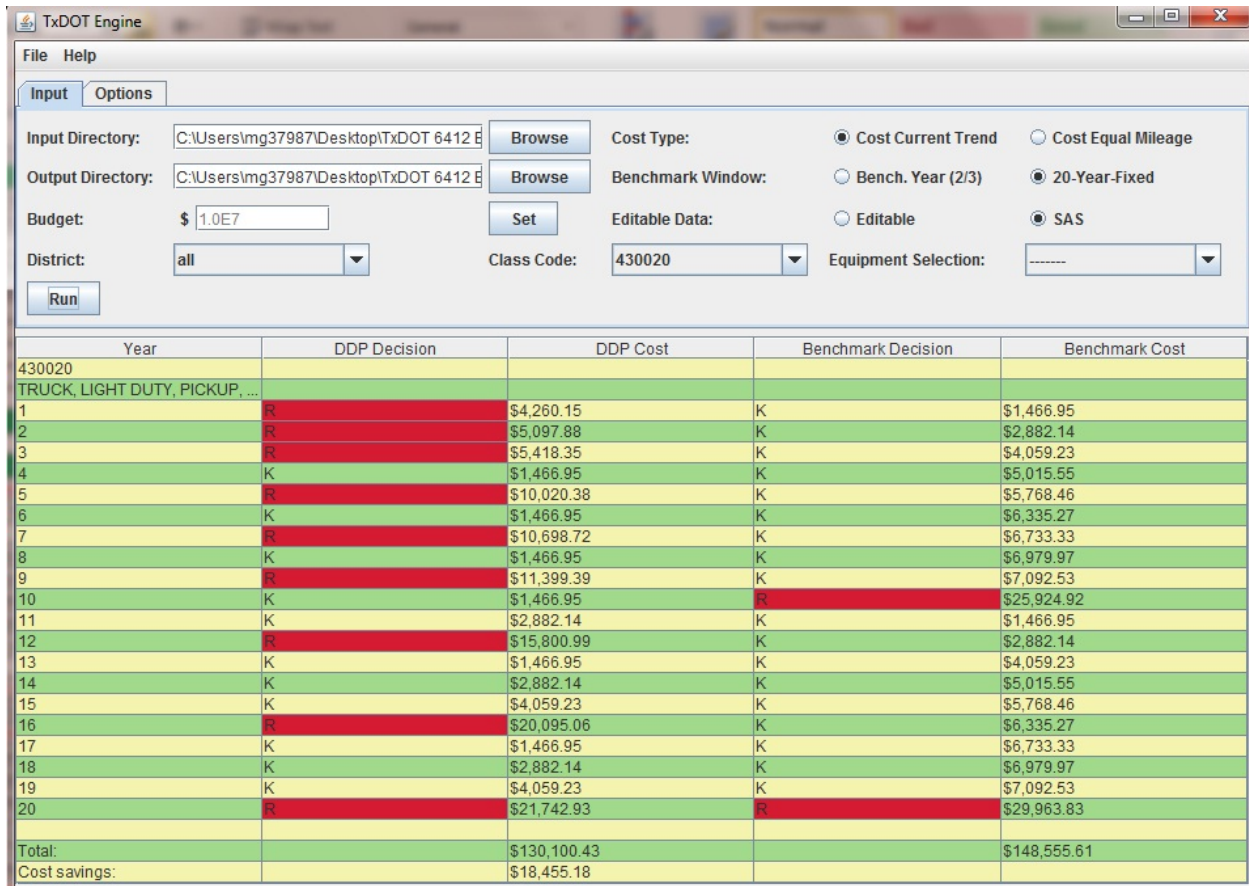 TxDOT Engine
File Help
Input Options
Input Directory: C:\Users\mg37987\Desktop\TxDOT 6412 E Browse Cost Type: Cost Current Trend Cost Equal Mileage
Output Directory: C:\Users\mg37987\Desktop\TxDOT 6412 E Browse Benchmark Window: Bench. Year (2/3) 20-Year-Fixed
Budget: $ 1.0E7 Set Editable Data: Editable SAS
District: all Class Code: 430020 Equipment Selection: -------
Run
Year DDP Decision DDP Cost Benchmark Decision Benchmark Cost
430020
TRUCK, LIGHT DUTY, PICKUP, ...
1 R $4,260.15 K $1,466.95
2 R $5,097.88 K $2,882.14
3 R $5,418.35 K $4,059.23
4 K $1,466.95 K $5,015.55
5 R $10,020.38 K $5,768.46
6 K $1,466.95 K $6,335.27
7 R $10,698.72 K $6,733.33
8 K $1,466.95 K $6,979.97
9 R $11,399.39 K $7,092.53
10 K $1,466.95 R $25,924.92
11 K $2,882.14 K $1,466.95
12 R $15,800.99 K $2,882.14
13 K $1,466.95 K $4,059.23
14 K $2,882.14 K $5,015.55
15 K $4,059.23 K $5,768.46
16 R $20,095.06 K $6,335.27
17 K $1,466.95 K $6,733.33
18 K $2,882.14 K $6,979.97
19 K $4,059.23 K $7,092.53
20 R $21,742.93 R $29,963.83
Total: $130,100.43 $148,555.61
Cost savings: $18,455.18